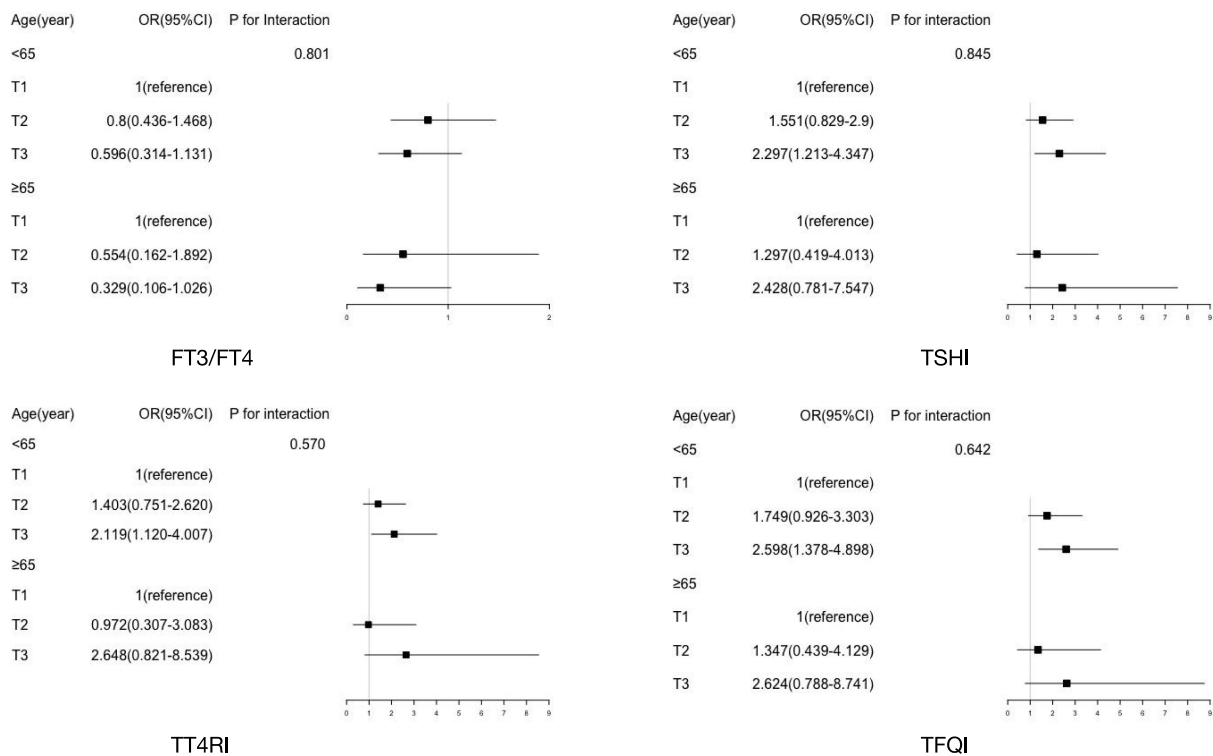 Age(year) OR(95%CI) P for Interaction
<65 0.801
T1 1(reference)
T2 0.8(0.436-1.468)
T3 0.596(0.314-1.131)
≥65
T1 1(reference)
T2 0.554(0.162-1.892)
T3 0.329(0.106-1.026)
0 1 2
FT3/FT4
Age(year) OR(95%CI) P for interaction
<65 0.845
T1 1(reference)
T2 1.551(0.829-2.9)
T3 2.297(1.213-4.347)
≥65
T1 1(reference)
T2 1.297(0.419-4.013)
T3 2.428(0.781-7.547)
0 1 2 3 4 5 6 7 8 9
TSHI
Age(year) OR(95%CI) P for interaction
<65 0.570
T1 1(reference)
T2 1.403(0.751-2.620)
T3 2.119(1.120-4.007)
≥65
T1 1(reference)
T2 0.972(0.307-3.083)
T3 2.648(0.821-8.539)
0 1 2 3 4 5 6 7 8 9
TT4RI
Age(year) OR(95%CI) P for interaction
<65 0.642
T1 1(reference)
T2 1.749(0.926-3.303)
T3 2.598(1.378-4.898)
≥65
T1 1(reference)
T2 1.347(0.439-4.129)
T3 2.624(0.788-8.741)
0 1 2 3 4 5 6 7 8 9
TFQI